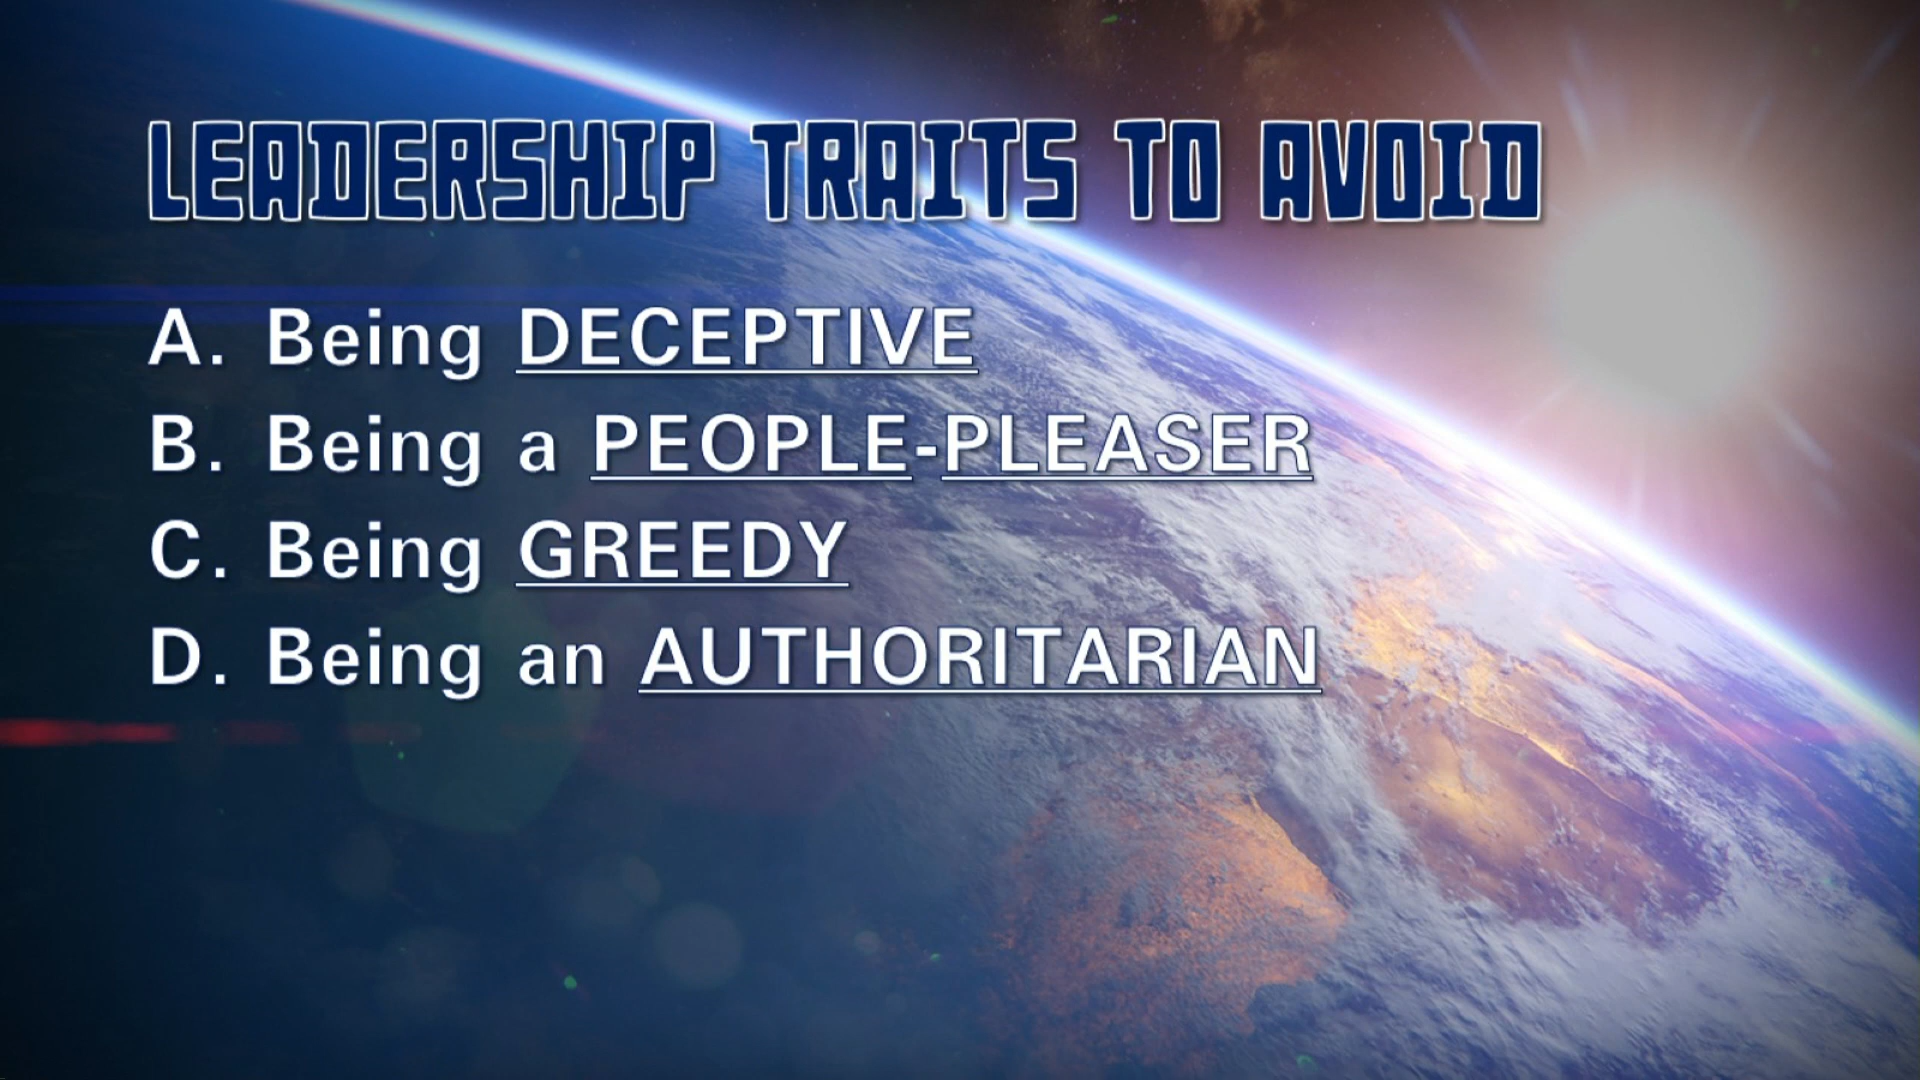 LEADERSHIP TRAITS TO AVOID
A. Being DECEPTIVE
B. Being a PEOPLE-PLEASER
C. Being GREEDY
D. Being an AUTHORITARIAN